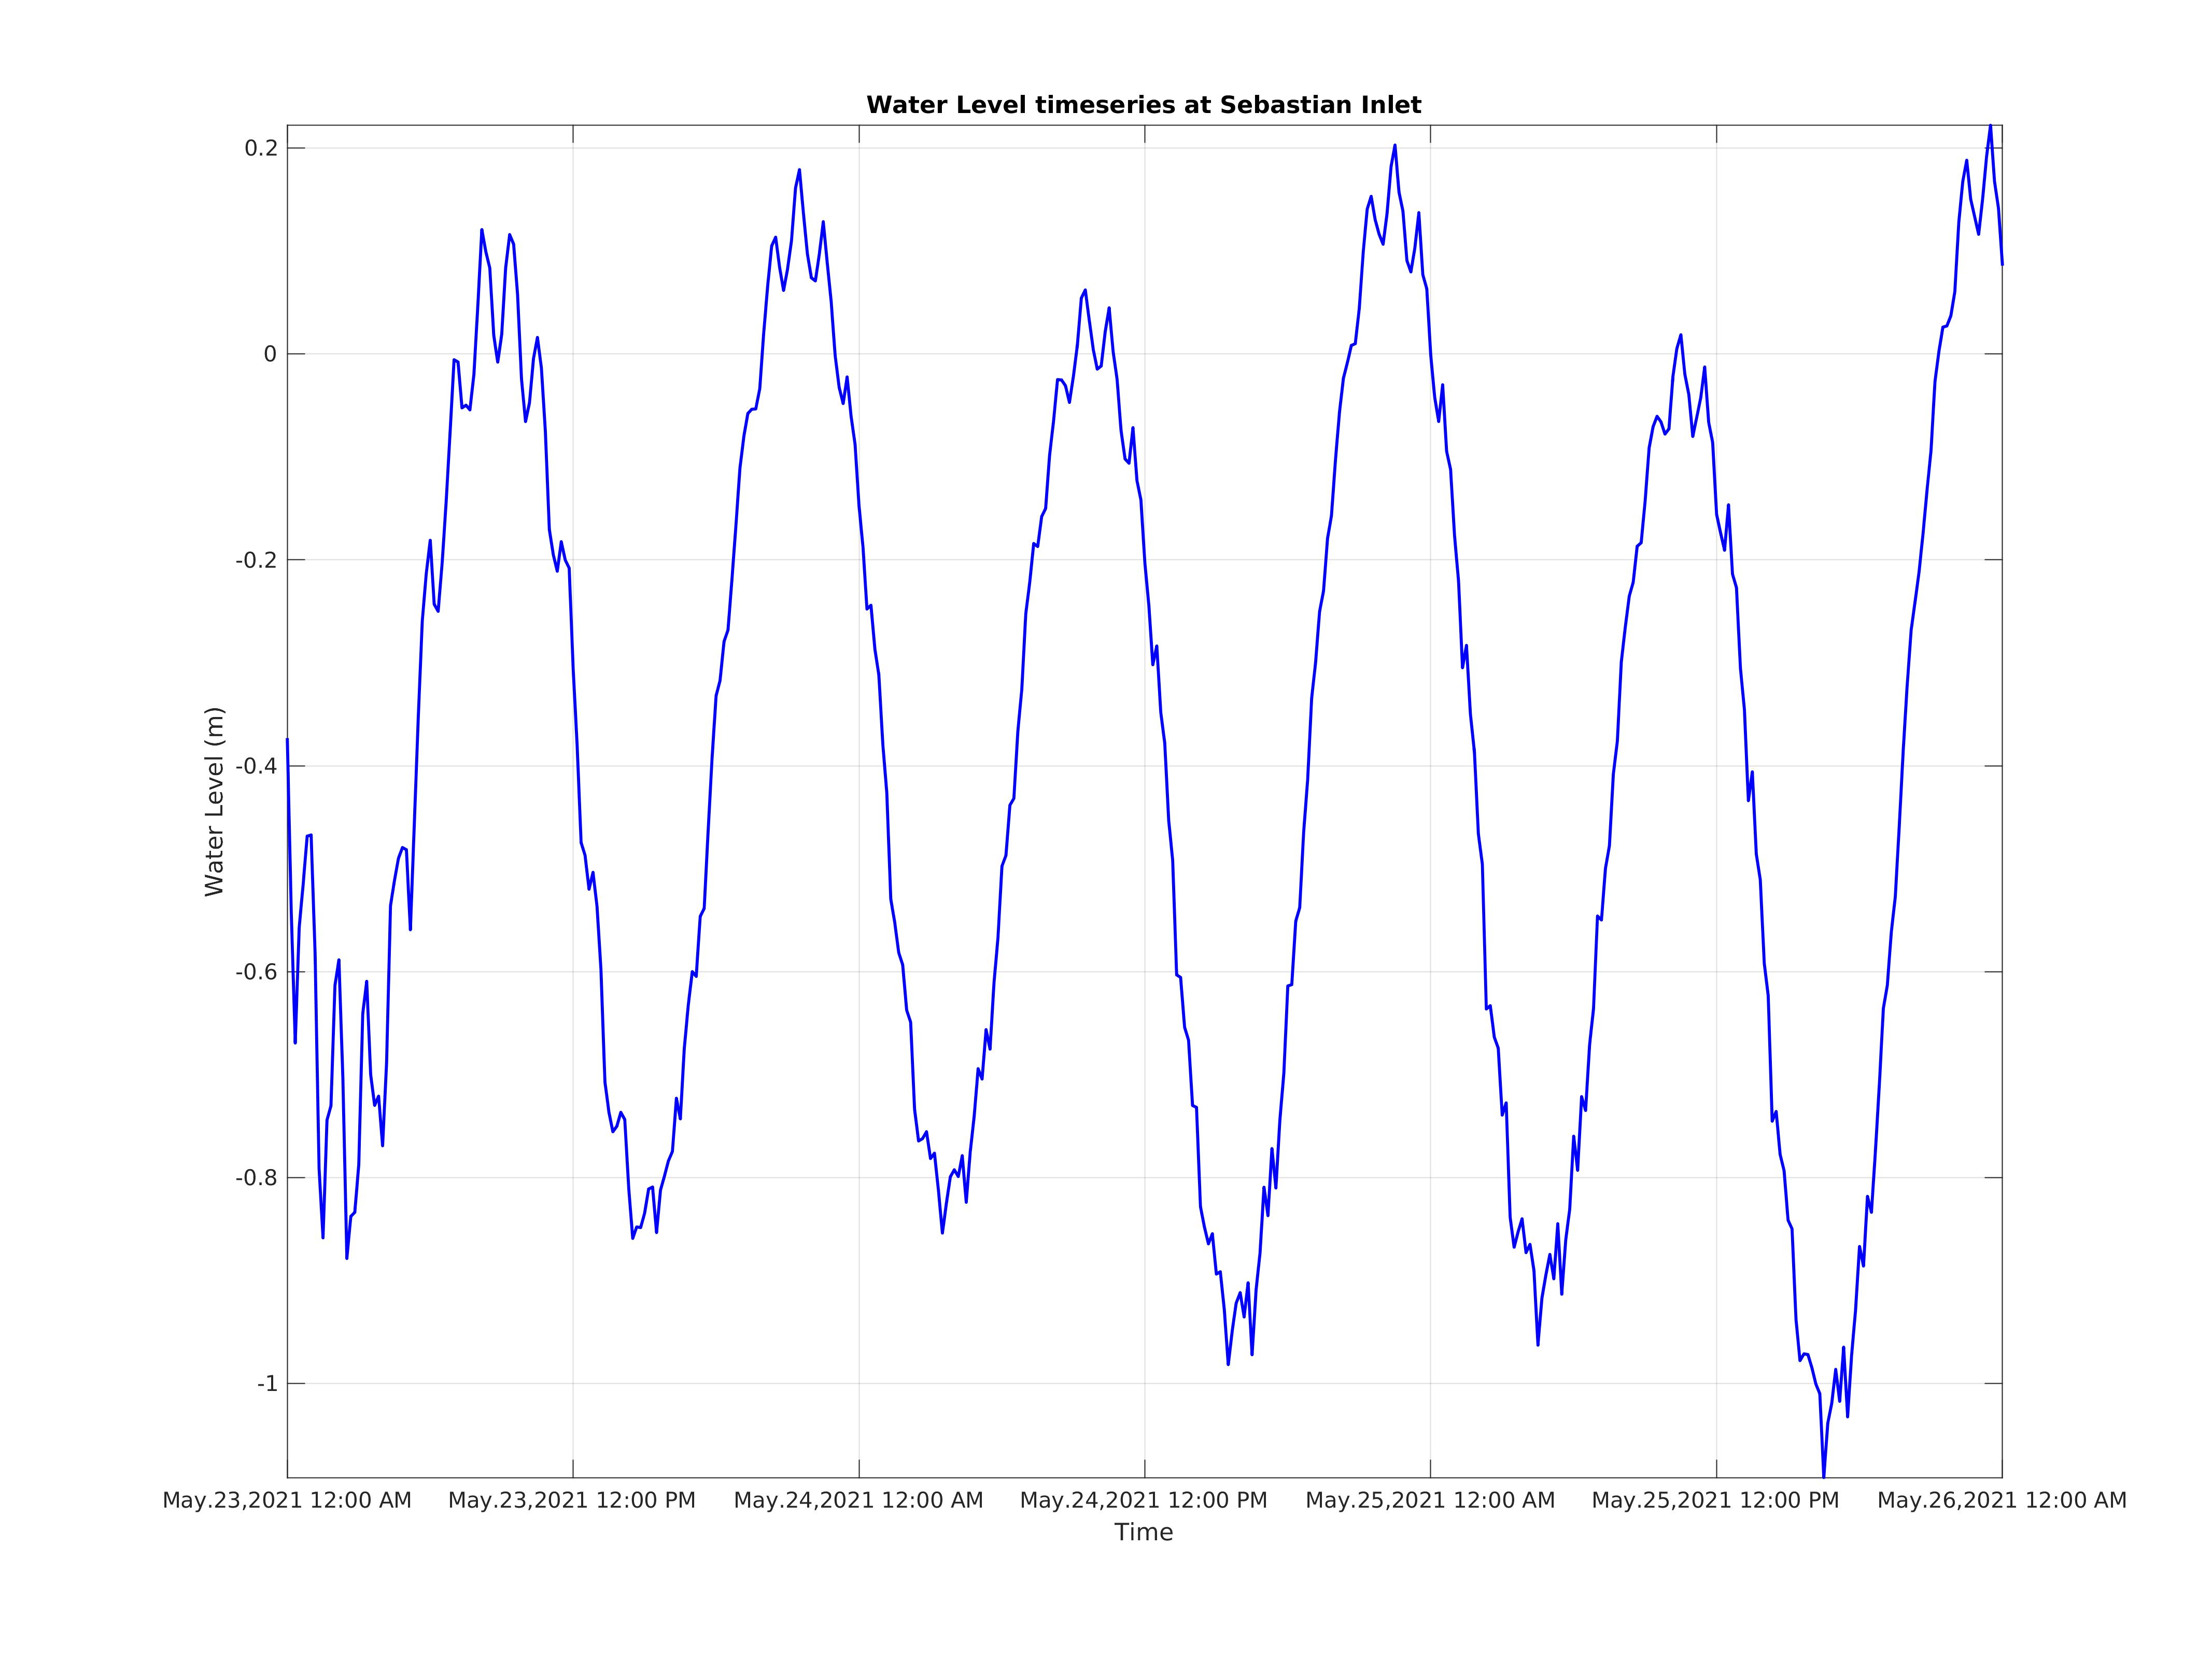 Water Level timeseries at Sebastian Inlet
0.2
0
-0.2
-0.4
-0.6
-0.8
-1
Water Level (m)
May.23,2021 12:00 AM May.23,2021 12:00 PM May.24,2021 12:00 AM May.24,2021 12:00 PM May.25,2021 12:00 AM May.25,2021 12:00 PM May.26,2021 12:00 AM
Time